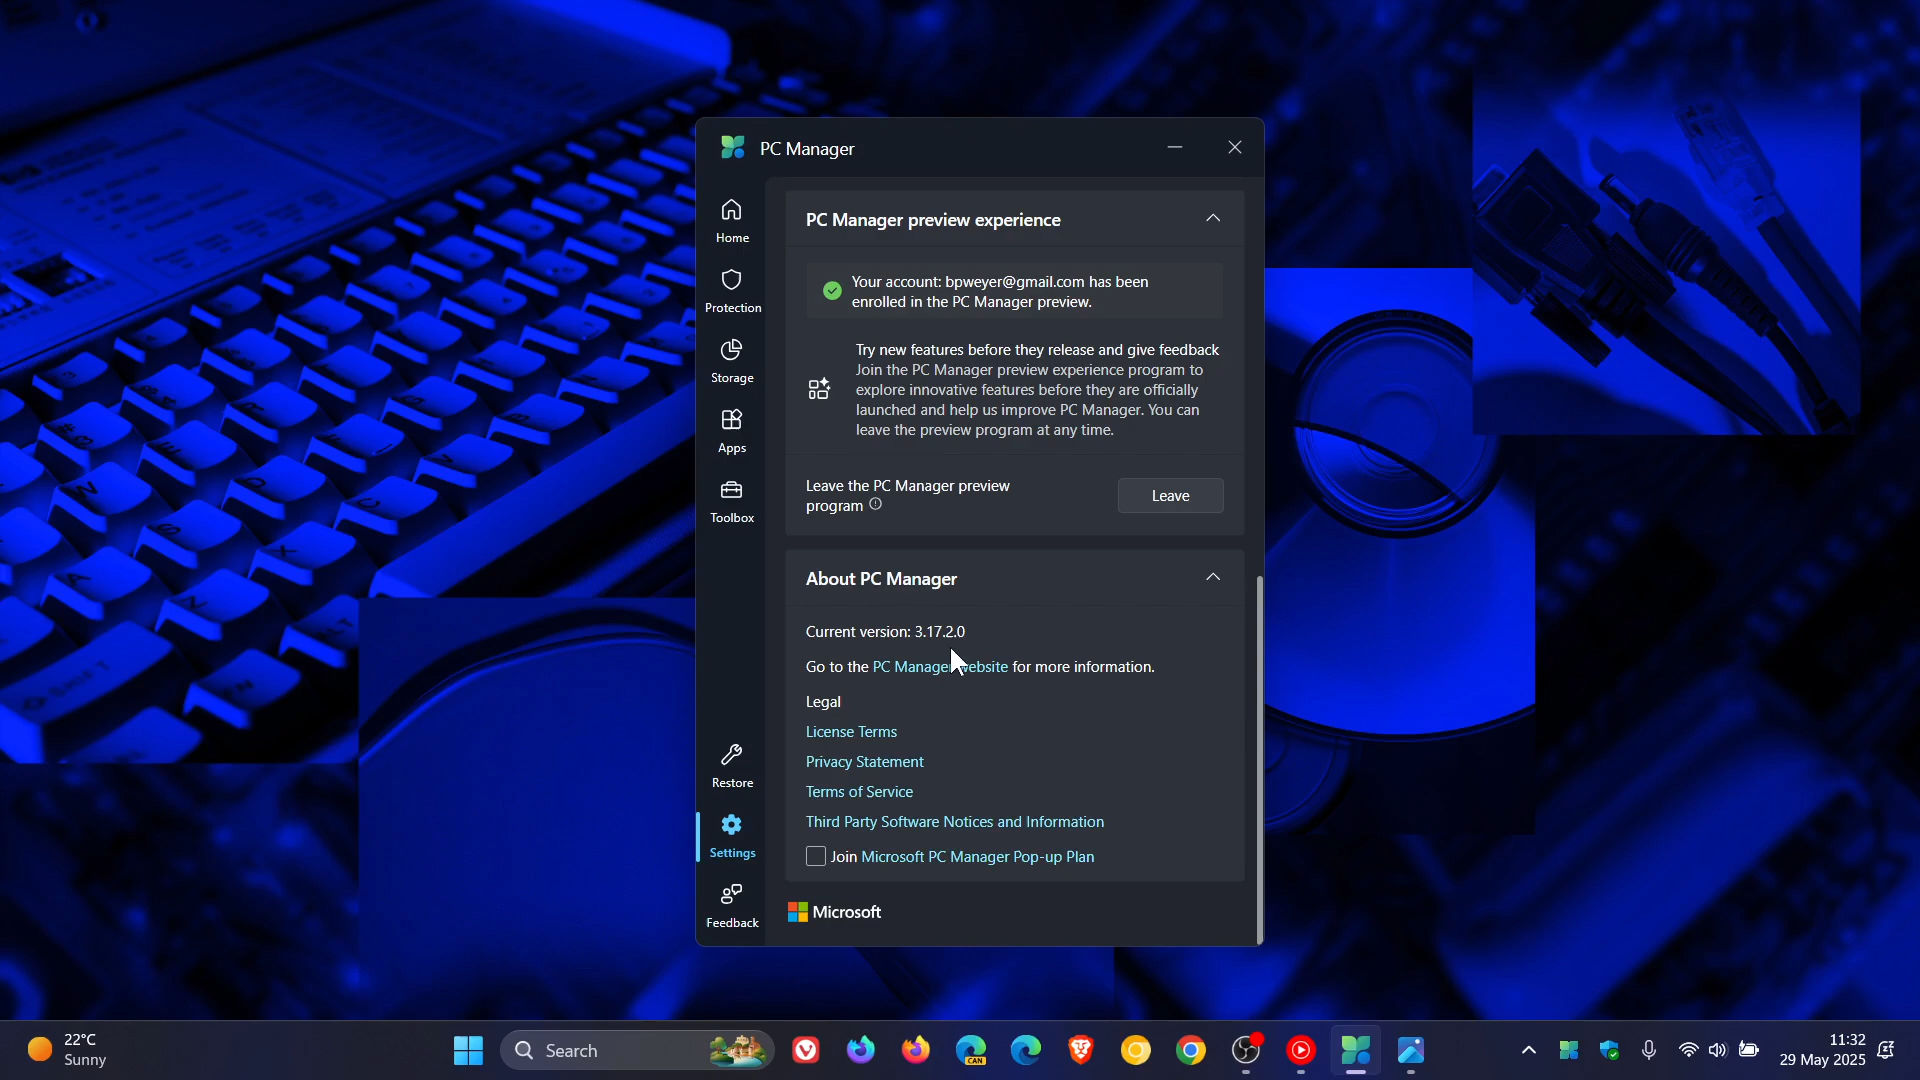 PC Manager
Home
Protection
Storage
Apps
Toolbox
Restore
Settings
Feedback
PC Manager preview experience
Your account: bpweyer@gmail.com has been
enrolled in the PC Manager preview.
Try new features before they release and give feedback
Join the PC Manager preview experience program to
explore innovative features before they are officially
launched and help us improve PC Manager. You can
leave the preview program at any time.
Leave the PC Manager preview
program
Leave
About PC Manager
Current version: 3.17.2.0
Go to the PC Manager website for more information.
Legal
License Terms
Privacy Statement
Terms of Service
Third Party Software Notices and Information
Join Microsoft PC Manager Pop-up Plan
Microsoft
22°C
Sunny
Search
CAN
11:32
29 May 2025